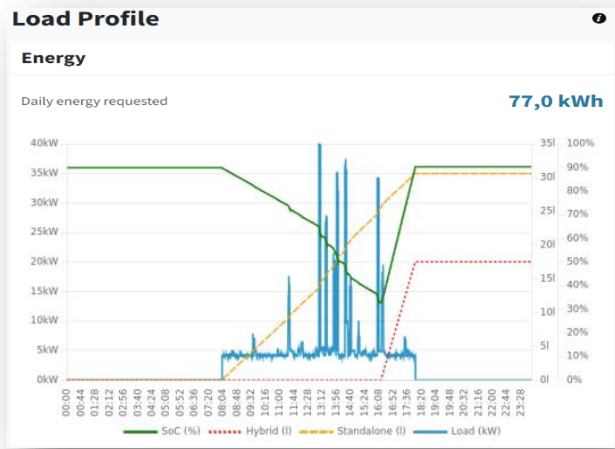 Load Profile
i
Energy
Daily energy requested
77,0 kWh
40kW
35kW
30kW
25kW
20kW
15kW
10kW
5kW
0kW
35l
30l
25l
20l
15l
10l
5l
0l
100%
90%
80%
70%
60%
50%
40%
30%
20%
10%
0%
00:00
00:44
01:28
02:12
02:56
03:40
04:24
05:08
05:52
06:36
07:20
08:04
08:48
09:32
10:16
11:00
11:44
12:28
13:12
13:56
14:40
15:24
16:08
16:52
17:36
18:20
19:04
19:48
20:32
21:16
22:00
22:44
23:28
SoC (%)
Hybrid (l)
Standalone (l)
Load (kW)